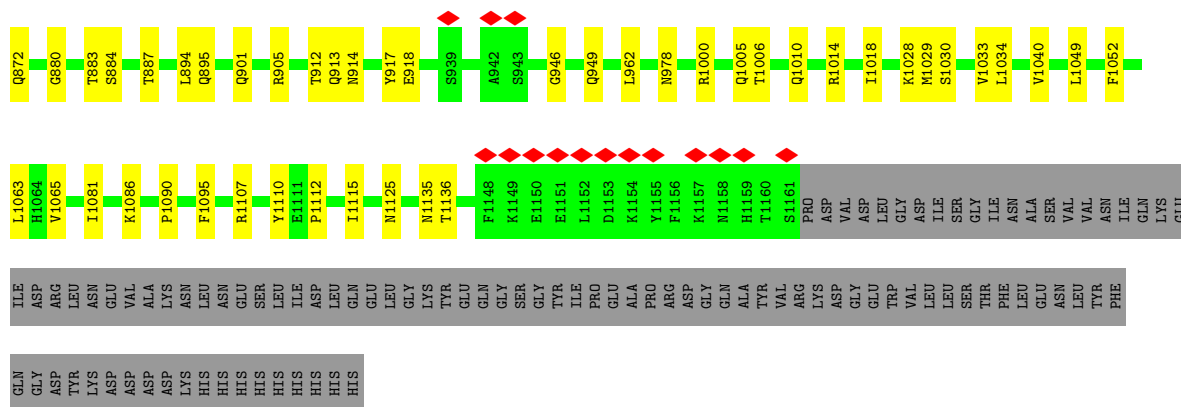 Q872 G880 T883 S884 T887 L894 Q895 Q901 R905 T912 Q913 N914 Y917 E918 S939 A942 S943 G946 Q949 L962 N978 R1000 Q1005 T1006 Q1010 R1014 I1018 K1028 M1029 S1030 V1033 L1034 V1040 L1049 F1052
L1063 H1064 V1065 I1081 K1086 P1090 F1095 R1107 Y1110 E1111 P1112 I1115 N1125 N1135 T1136 F1148 K1149 E1150 E1151 L1152 D1153 K1154 Y1155 F1156 K1157 N1158 H1159 T1160 S1161 PRO ASP VAL ASP LEU GLY ASP ILE SER GLY ILE ASN ALA SER VAL VAL ASN ILE GLN LYS GLU
ILE ASP ARG LEU ASN GLU VAL ALA LYS ASN LEU ASN GLU SER LEU ILE ASP LEU GLN GLU LEU GLY LYS TYR GLU GLN GLY SER GLY TYR ILE PRO GLU ALA PRO ARG ASP GLY GLN ALA TYR VAL ARG LYS ASP GLY GLU TRP VAL LEU LEU SER THR PHE LEU GLU ASN LEU TYR PHE
GLN GLY ASP TYR LYS ASP ASP ASP ASP LYS HIS HIS HIS HIS HIS HIS HIS HIS HIS